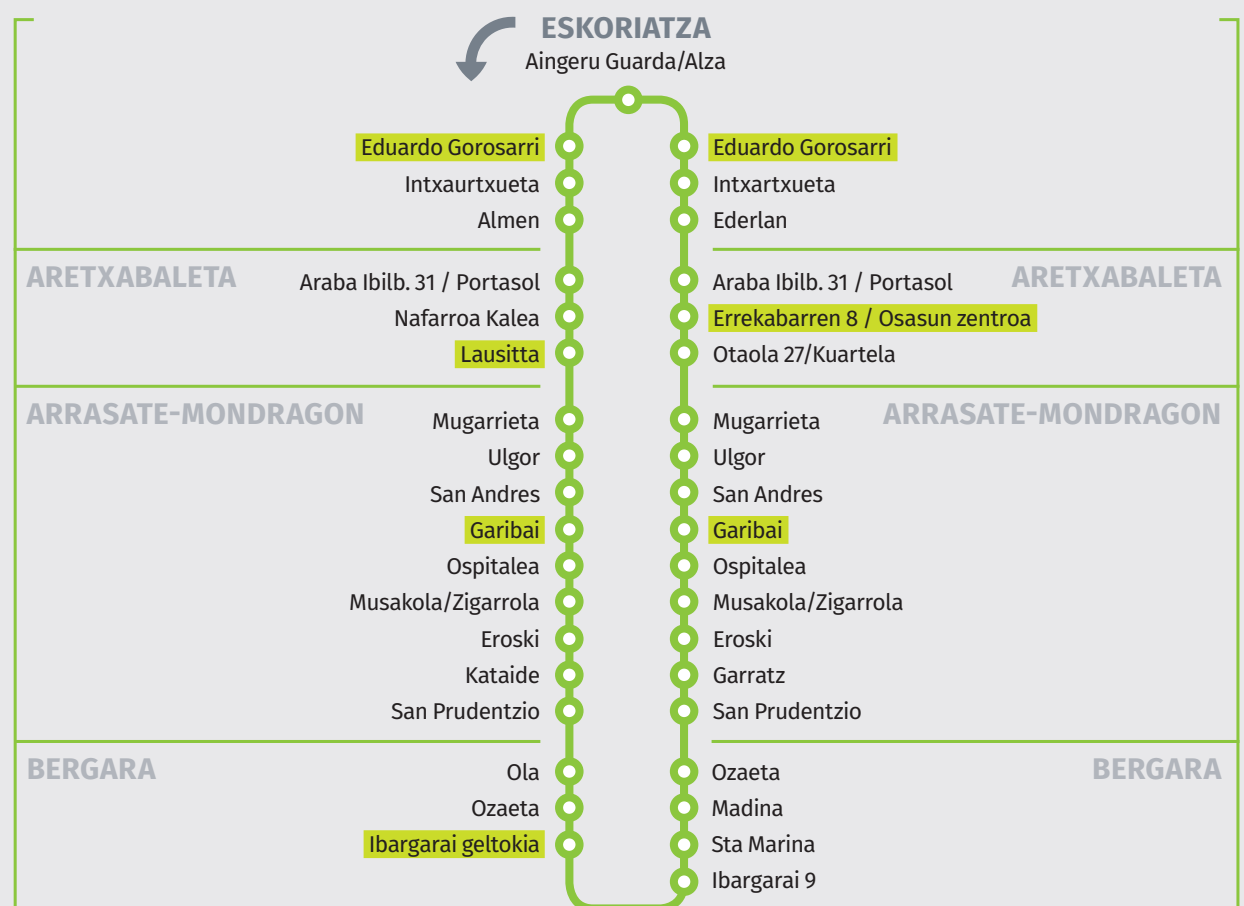 ESKORIATZA
Aingeru Guarda/Alza
Eduardo Gorosarri
Intxaurtxueta
Almen
Eduardo Gorosarri
Intxartxueta
Ederlan
ARETXABALETA
Araba Ibilb. 31 / Portasol
Nafarroa Kalea
Lausitta
Araba Ibilb. 31 / Portasol
ARETXABALETA
Errekabarren 8 / Osasun zentroa
Otaola 27/Kuartela
ARRASATE-MONDRAGON
Mugarrieta
Ulgor
San Andres
Garibai
Ospitalea
Musakola/Zigarrola
Eroski
Kataide
San Prudentzio
Mugarrieta
ARRASATE-MONDRAGON
Ulgor
San Andres
Garibai
Ospitalea
Musakola/Zigarrola
Eroski
Garratz
San Prudentzio
BERGARA
Ola
Ozaeta
Ibargarai geltokia
Ozaeta
BERGARA
Madina
Sta Marina
Ibargarai 9